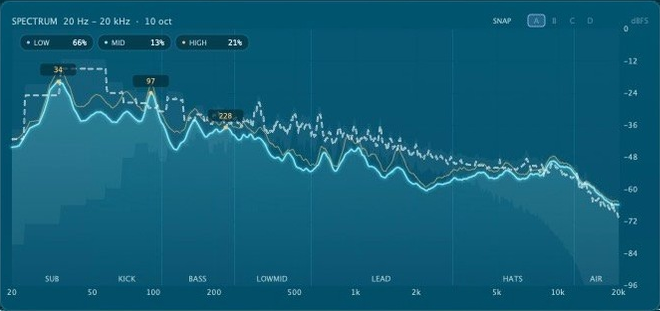 SPECTRUM 20 Hz – 20 kHz · 10 oct
SNAP A B C D dBFS
• LOW 66% • MID 13% • HIGH 21%
0
-12
-24
-36
-48
-60
-72
-84
-96
34
97
228
SUB KICK BASS LOWMID LEAD HATS AIR
20 50 100 200 500 1k 2k 5k 10k 20k